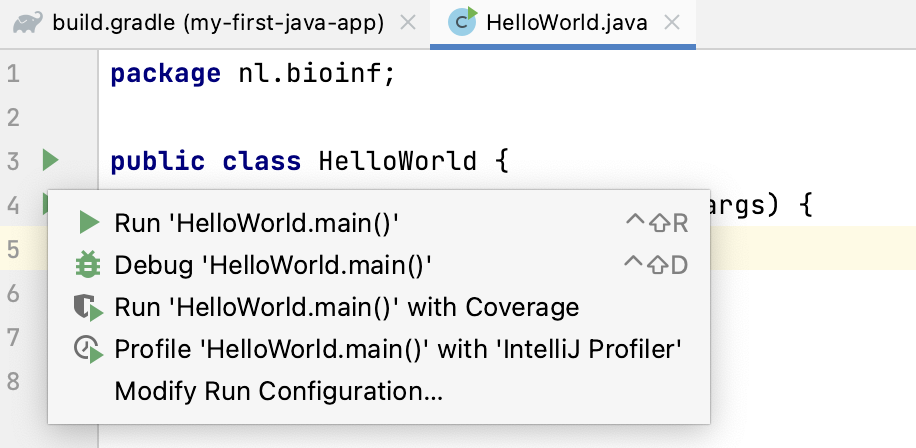 build.gradle (my-first-java-app)
HelloWorld.java
C
1 package nl.bioinf;
2
3 public class HelloWorld {
4 args) {
5
6
7
8
Run 'HelloWorld.main()' ^⇧R
Debug 'HelloWorld.main()' ^⇧D
Run 'HelloWorld.main()' with Coverage
Profile 'HelloWorld.main()' with 'IntelliJ Profiler'
Modify Run Configuration...